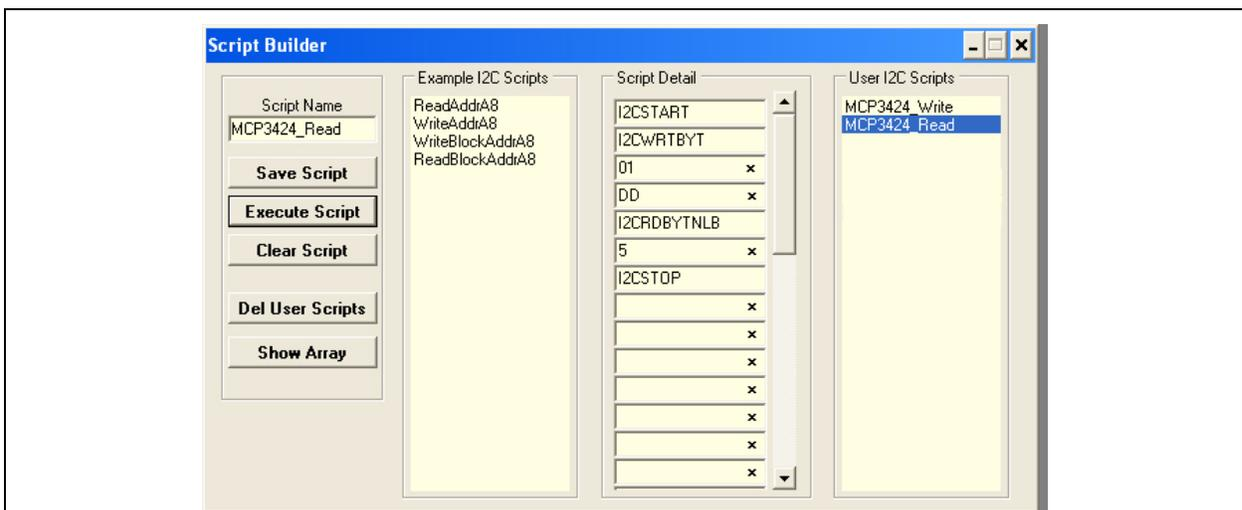 Script Builder
Script Name
MCP3424_Read
Save Script
Execute Script
Clear Script
Del User Scripts
Show Array
Example I2C Scripts
ReadAddrA8
WriteAddrA8
WriteBlockAddrA8
ReadBlockAddrA8
Script Detail
I2CSTART
I2CWRTBYT
01 x
DD x
I2CRDBYTNLB
5 x
I2CSTOP
x
x
x
x
x
x
x
User I2C Scripts
MCP3424_Write
MCP3424_Read